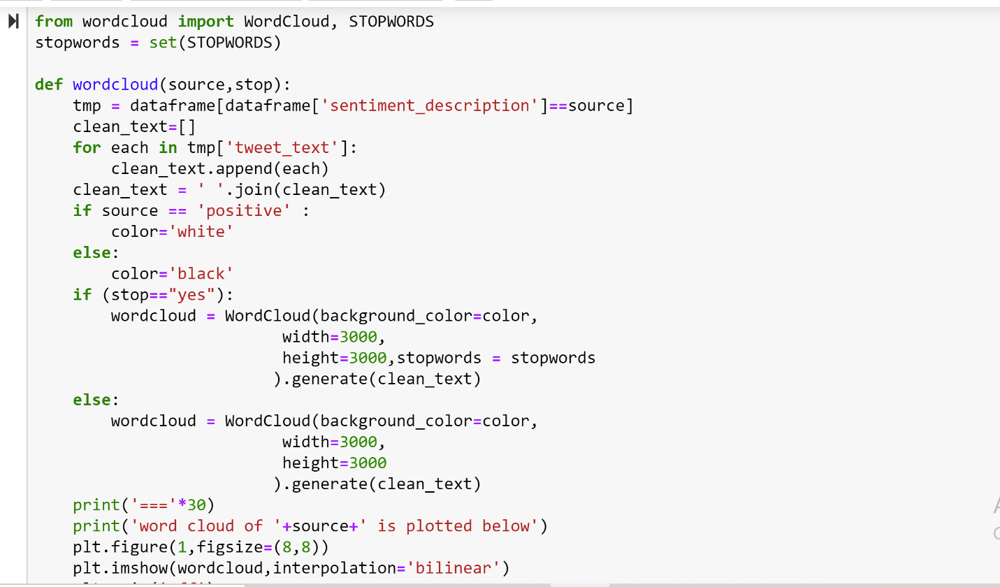 from wordcloud import WordCloud, STOPWORDS
stopwords = set(STOPWORDS)

def wordcloud(source,stop):
    tmp = dataframe[dataframe['sentiment_description']==source]
    clean_text=[]
    for each in tmp['tweet_text']:
        clean_text.append(each)
    clean_text = ' '.join(clean_text)
    if source == 'positive' :
        color='white'
    else:
        color='black'
    if (stop=="yes"):
        wordcloud = WordCloud(background_color=color,
                          width=3000,
                          height=3000,stopwords = stopwords
                         ).generate(clean_text)
    else:
        wordcloud = WordCloud(background_color=color,
                          width=3000,
                          height=3000
                         ).generate(clean_text)
    print('==='*30)
    print('word cloud of '+source+' is plotted below')
    plt.figure(1,figsize=(8,8))
    plt.imshow(wordcloud,interpolation='bilinear')